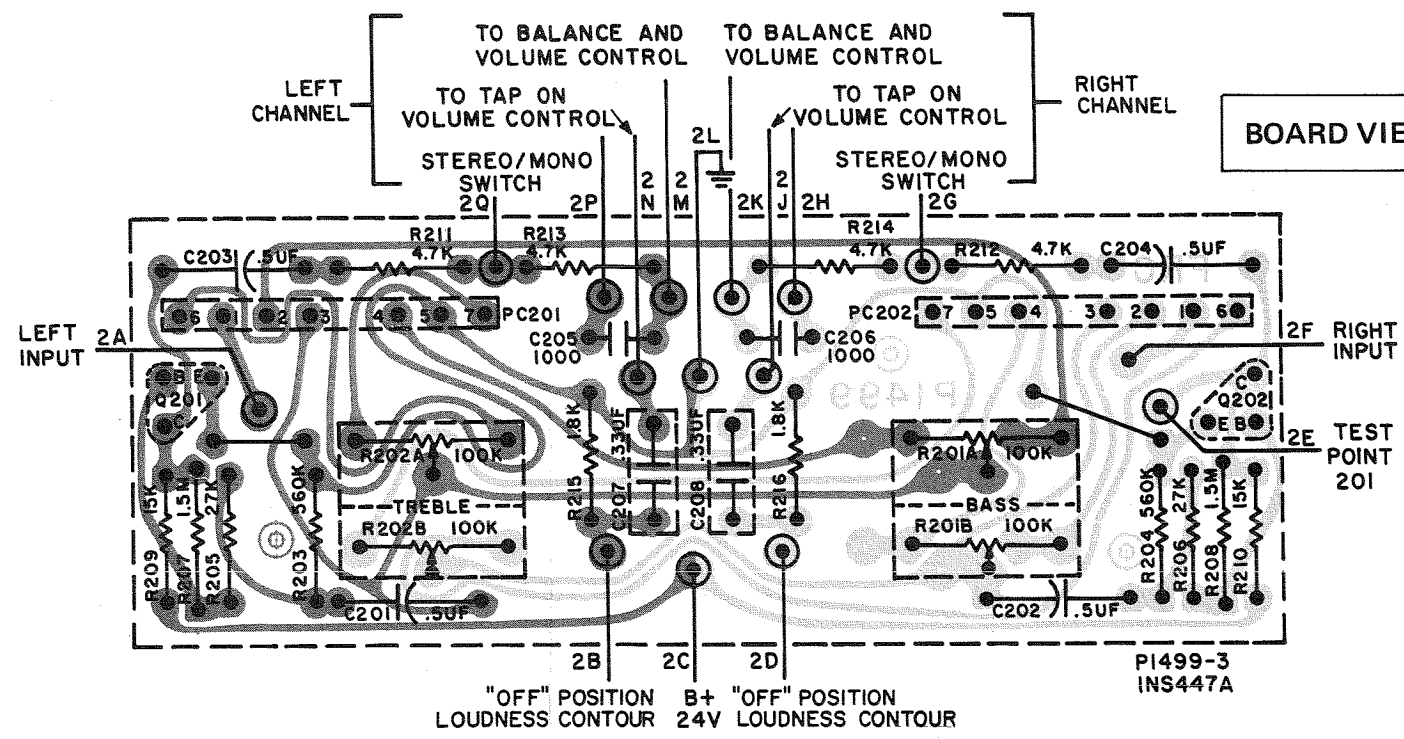 TO BALANCE AND
VOLUME CONTROL
TO BALANCE AND
VOLUME CONTROL
LEFT
CHANNEL
RIGHT
CHANNEL
TO TAP ON
VOLUME CONTROL
TO TAP ON
VOLUME CONTROL
BOARD VIE
2L
STEREO/MONO
SWITCH
STEREO/MONO
SWITCH
2Q
2P
2
N
2
M
2K
2
J
2H
2G
R211
4.7K
R213
4.7K
R214
4.7K
R212
4.7K
C203
.5UF
C204
.5UF
6 1 2 3 4 5 7
PC201
PC202
7 5 4 3 2 1 6
LEFT
INPUT
2A
2F
RIGHT
INPUT
C205
1000
C206
1000
B E
Q201
C
C
Q202
E B
P1499
2E
TEST
POINT
201
R202A
100K
TREBLE
R202B
100K
R201A
100K
BASS
R201B
100K
1.8K
R215
.33UF
C207
.33UF
C208
1.8K
R216
15K
R209
1.5M
R207
27K
R205
560K
R203
560K
R204
27K
R206
1.5M
R208
15K
R210
C201
.5UF
C202
.5UF
2B
2C
2D
P1499-3
INS447A
"OFF" POSITION
LOUDNESS CONTOUR
B+
24V
"OFF" POSITION
LOUDNESS CONTOUR